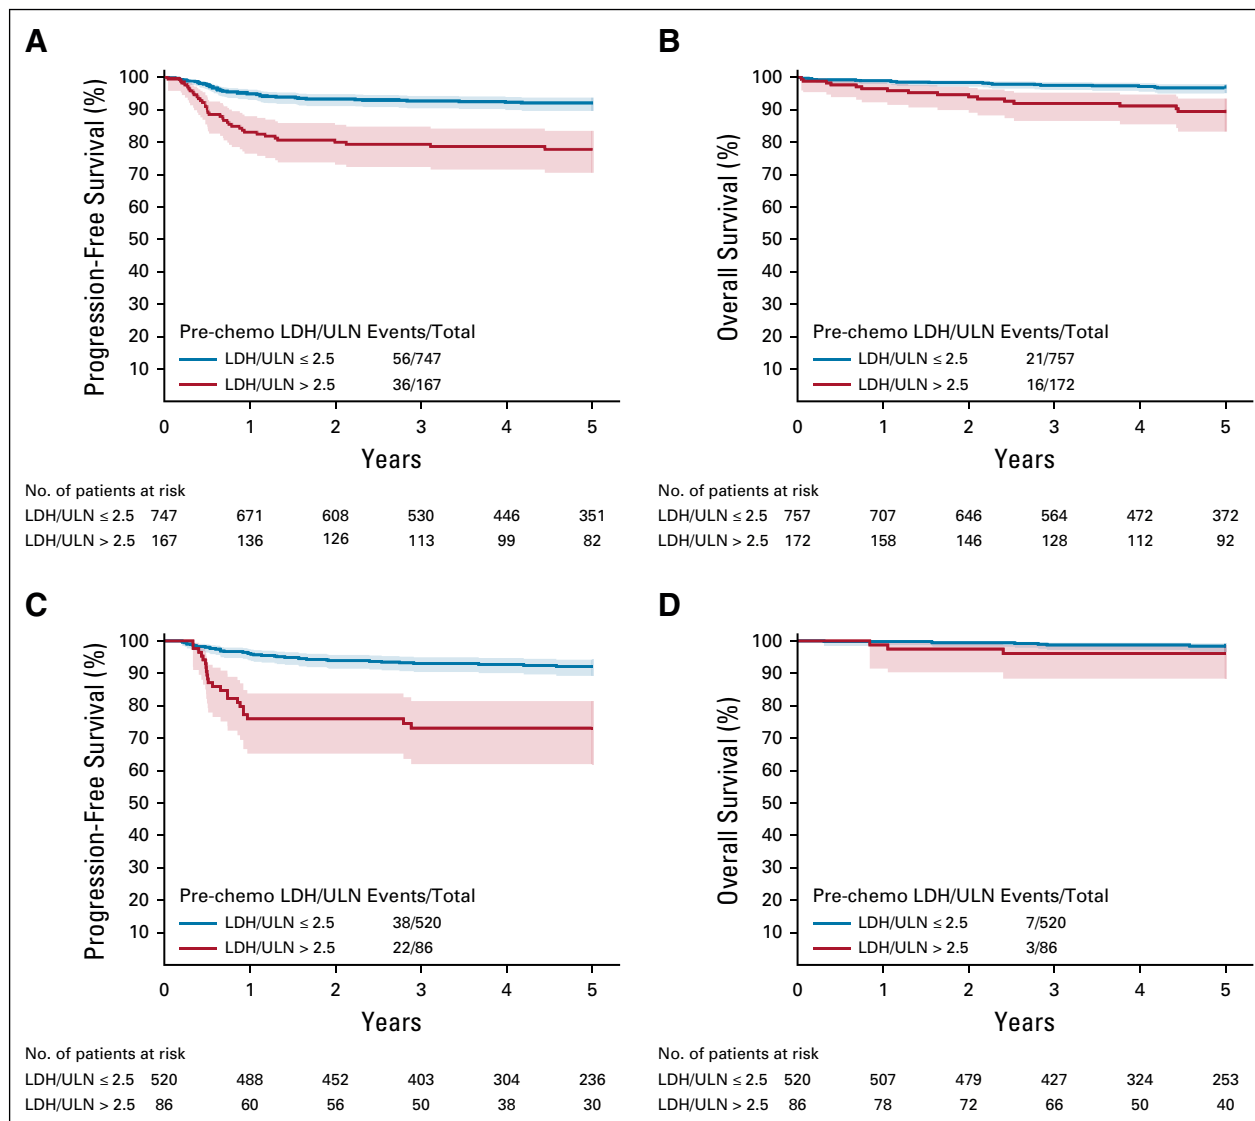 A
Progression-Free Survival (%)
100
90
80
70
60
50
40
30
20
10
Pre-chemo LDH/ULN Events/Total
LDH/ULN ≤ 2.5 56/747
LDH/ULN > 2.5 36/167
0 1 2 3 4 5
Years
No. of patients at risk
LDH/ULN ≤ 2.5 747 671 608 530 446 351
LDH/ULN > 2.5 167 136 126 113 99 82
B
Overall Survival (%)
100
90
80
70
60
50
40
30
20
10
Pre-chemo LDH/ULN Events/Total
LDH/ULN ≤ 2.5 21/757
LDH/ULN > 2.5 16/172
0 1 2 3 4 5
Years
No. of patients at risk
LDH/ULN ≤ 2.5 757 707 646 564 472 372
LDH/ULN > 2.5 172 158 146 128 112 92
C
Progression-Free Survival (%)
100
90
80
70
60
50
40
30
20
10
Pre-chemo LDH/ULN Events/Total
LDH/ULN ≤ 2.5 38/520
LDH/ULN > 2.5 22/86
0 1 2 3 4 5
Years
No. of patients at risk
LDH/ULN ≤ 2.5 520 488 452 403 304 236
LDH/ULN > 2.5 86 60 56 50 38 30
D
Overall Survival (%)
100
90
80
70
60
50
40
30
20
10
Pre-chemo LDH/ULN Events/Total
LDH/ULN ≤ 2.5 7/520
LDH/ULN > 2.5 3/86
0 1 2 3 4 5
Years
No. of patients at risk
LDH/ULN ≤ 2.5 520 507 479 427 324 253
LDH/ULN > 2.5 86 78 72 66 50 40